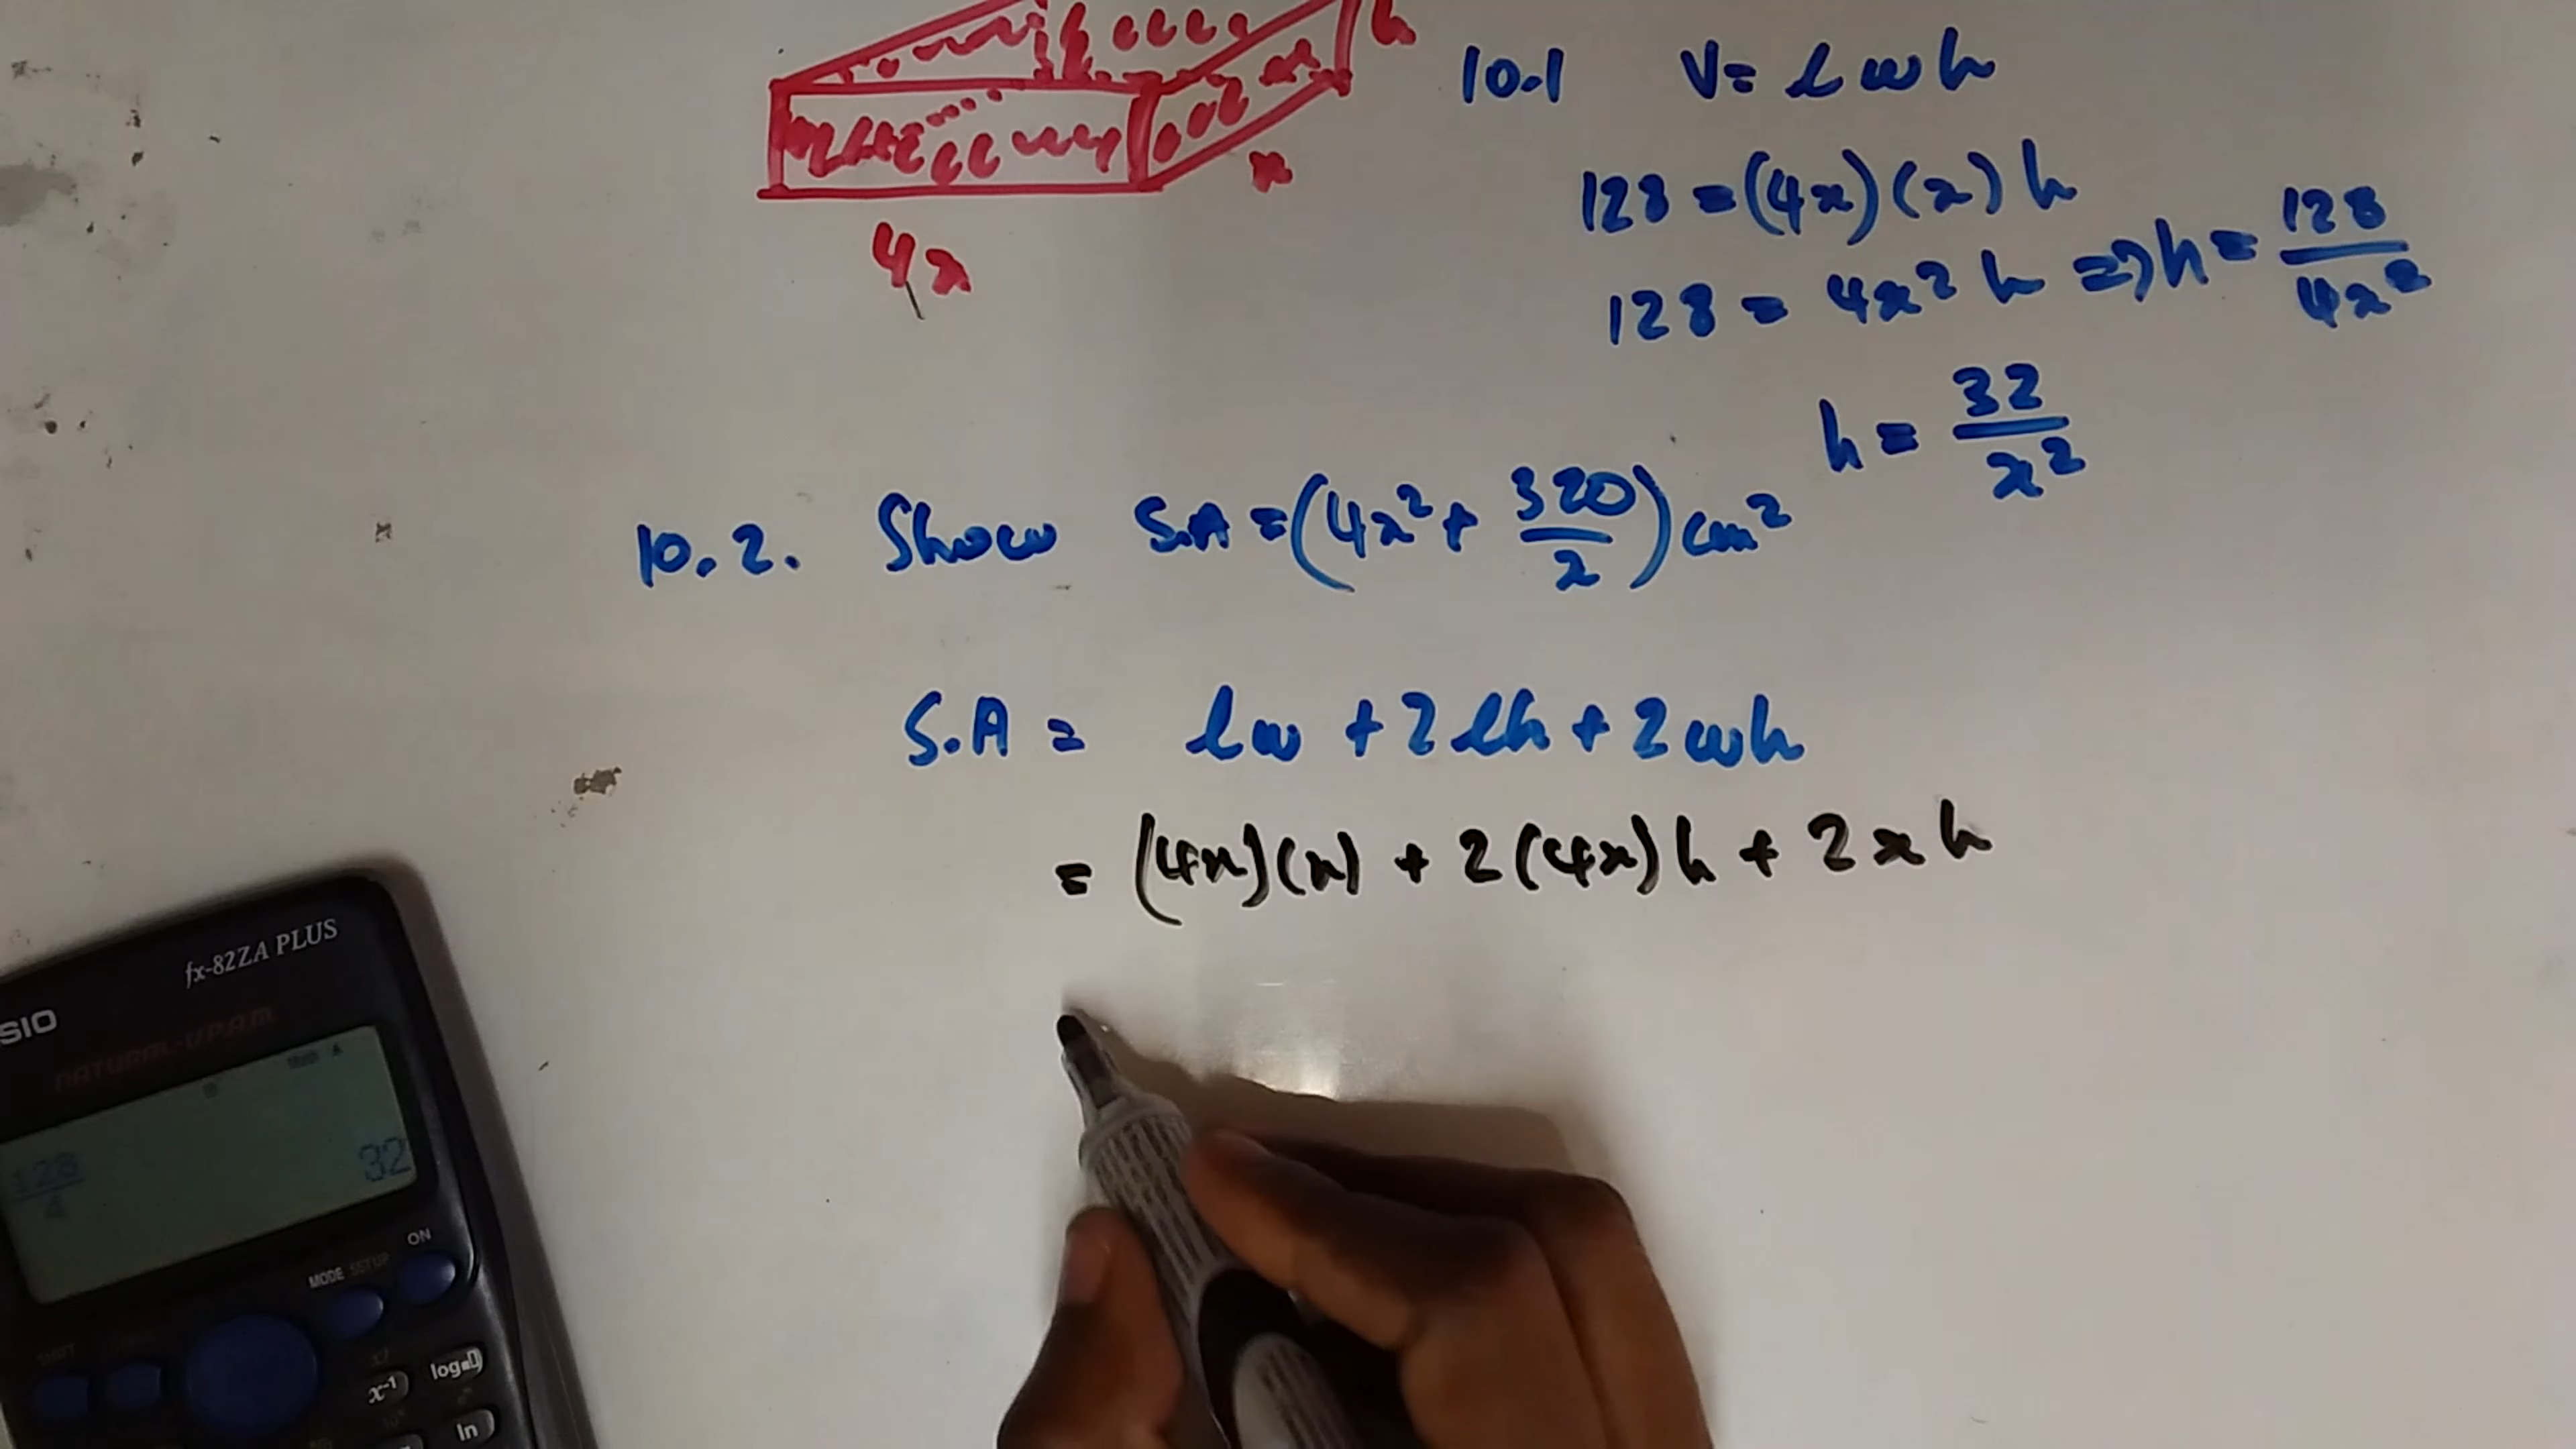 h
x
4x
10.1 V= lwh
128 = (4x)(x)h
128 = 4x² h => h = 128/4x²
h = 32/x²
10.2. Show S.A = (4x² + 320/x) cm²
S.A = lw + 2lh + 2wh
= (4x)(x) + 2(4x)h + 2xh
fx-82ZA PLUS
SIO
NATURAL-V.P.A.M.
128/4 32
ON
MODE SETUP
SHIFT
x⁻¹ log
ln